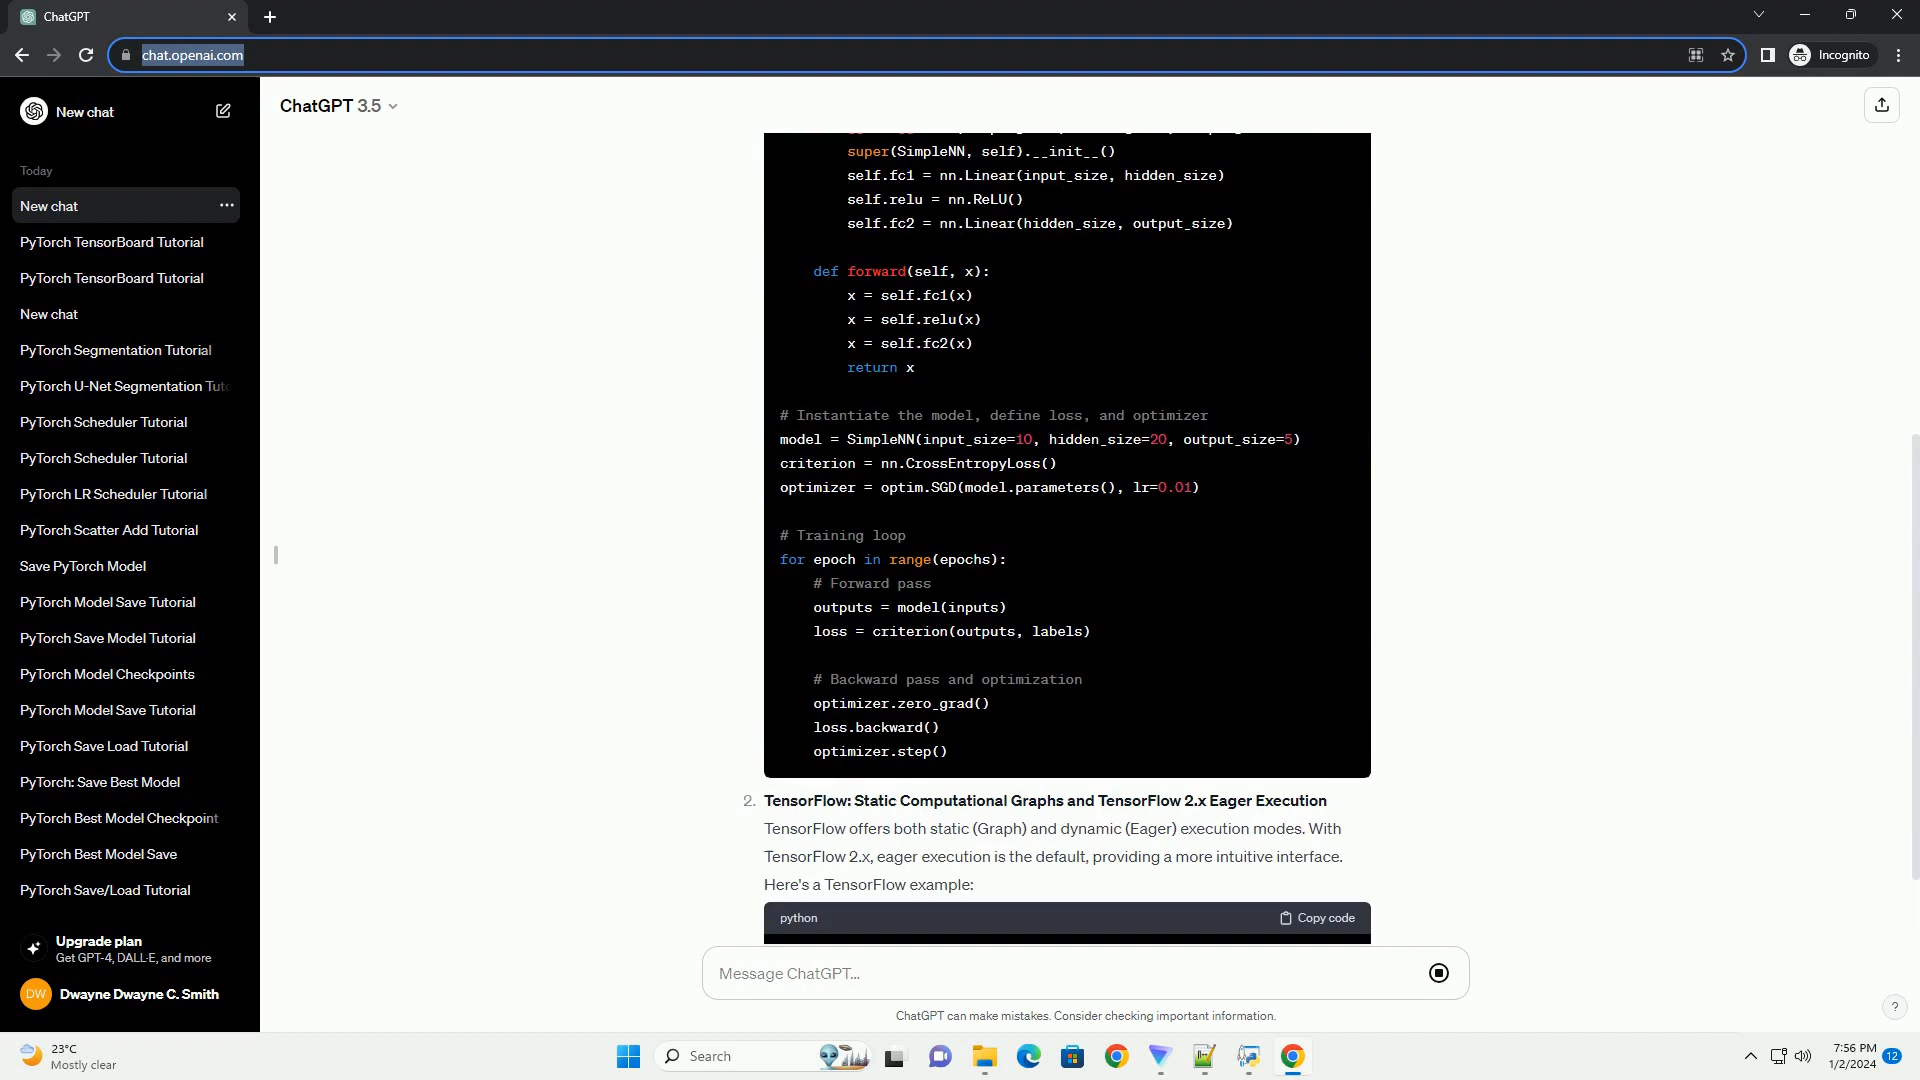 ChatGPT
chat.openai.com
Incognito
New chat
Today
New chat
PyTorch TensorBoard Tutorial
PyTorch TensorBoard Tutorial
New chat
PyTorch Segmentation Tutorial
PyTorch U-Net Segmentation Tuto
PyTorch Scheduler Tutorial
PyTorch Scheduler Tutorial
PyTorch LR Scheduler Tutorial
PyTorch Scatter Add Tutorial
Save PyTorch Model
PyTorch Model Save Tutorial
PyTorch Save Model Tutorial
PyTorch Model Checkpoints
PyTorch Model Save Tutorial
PyTorch Save Load Tutorial
PyTorch: Save Best Model
PyTorch Best Model Checkpoint
PyTorch Best Model Save
PyTorch Save/Load Tutorial
Upgrade plan
Get GPT-4, DALL·E, and more
DW
Dwayne Dwayne C. Smith
ChatGPT 3.5
super(SimpleNN, self).__init__()
self.fc1 = nn.Linear(input_size, hidden_size)
self.relu = nn.ReLU()
self.fc2 = nn.Linear(hidden_size, output_size)
def forward(self, x):
x = self.fc1(x)
x = self.relu(x)
x = self.fc2(x)
return x
# Instantiate the model, define loss, and optimizer
model = SimpleNN(input_size=10, hidden_size=20, output_size=5)
criterion = nn.CrossEntropyLoss()
optimizer = optim.SGD(model.parameters(), lr=0.01)
# Training loop
for epoch in range(epochs):
# Forward pass
outputs = model(inputs)
loss = criterion(outputs, labels)
# Backward pass and optimization
optimizer.zero_grad()
loss.backward()
optimizer.step()
2. TensorFlow: Static Computational Graphs and TensorFlow 2.x Eager Execution
TensorFlow offers both static (Graph) and dynamic (Eager) execution modes. With
TensorFlow 2.x, eager execution is the default, providing a more intuitive interface.
Here's a TensorFlow example:
python
Copy code
Message ChatGPT...
ChatGPT can make mistakes. Consider checking important information.
?
23°C
Mostly clear
Search
7:56 PM
1/2/2024
12